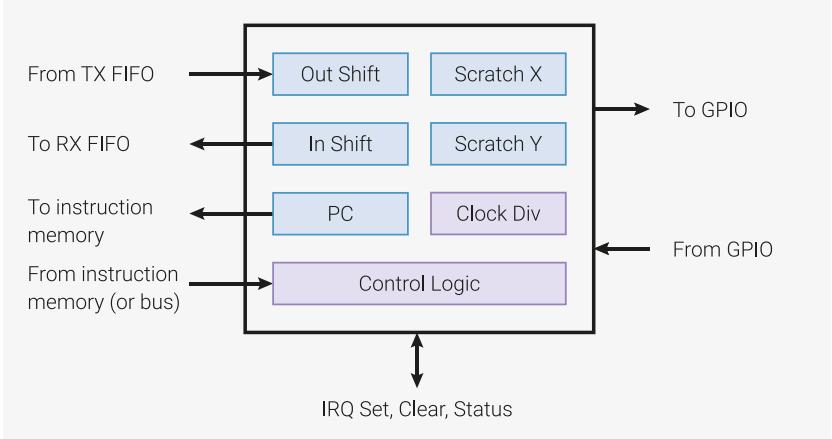 From TX FIFO
Out Shift
Scratch X
To GPIO
To RX FIFO
In Shift
Scratch Y
To instruction
memory
PC
Clock Div
From GPIO
From instruction
memory (or bus)
Control Logic
IRQ Set, Clear, Status